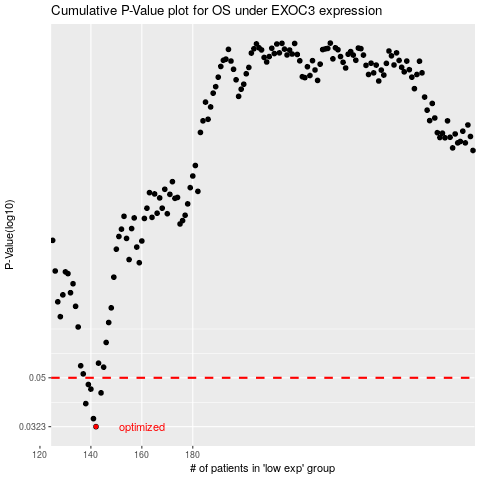 Cumulative P-Value plot for OS under EXOC3 expression
P-Value(log10)
0.05
0.0323
optimized
120 140 160 180
# of patients in 'low exp' group